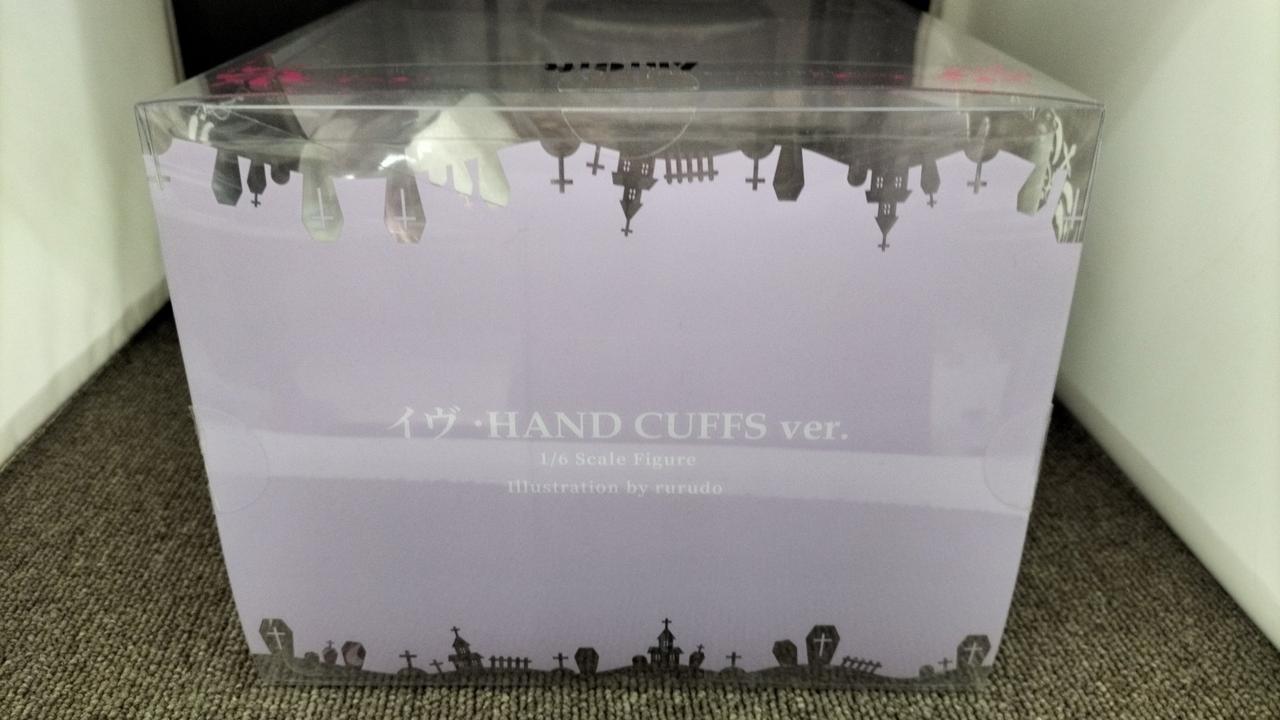 イヴ・HAND CUFFS ver.
1/6 Scale Figure
Illustration by rurudo